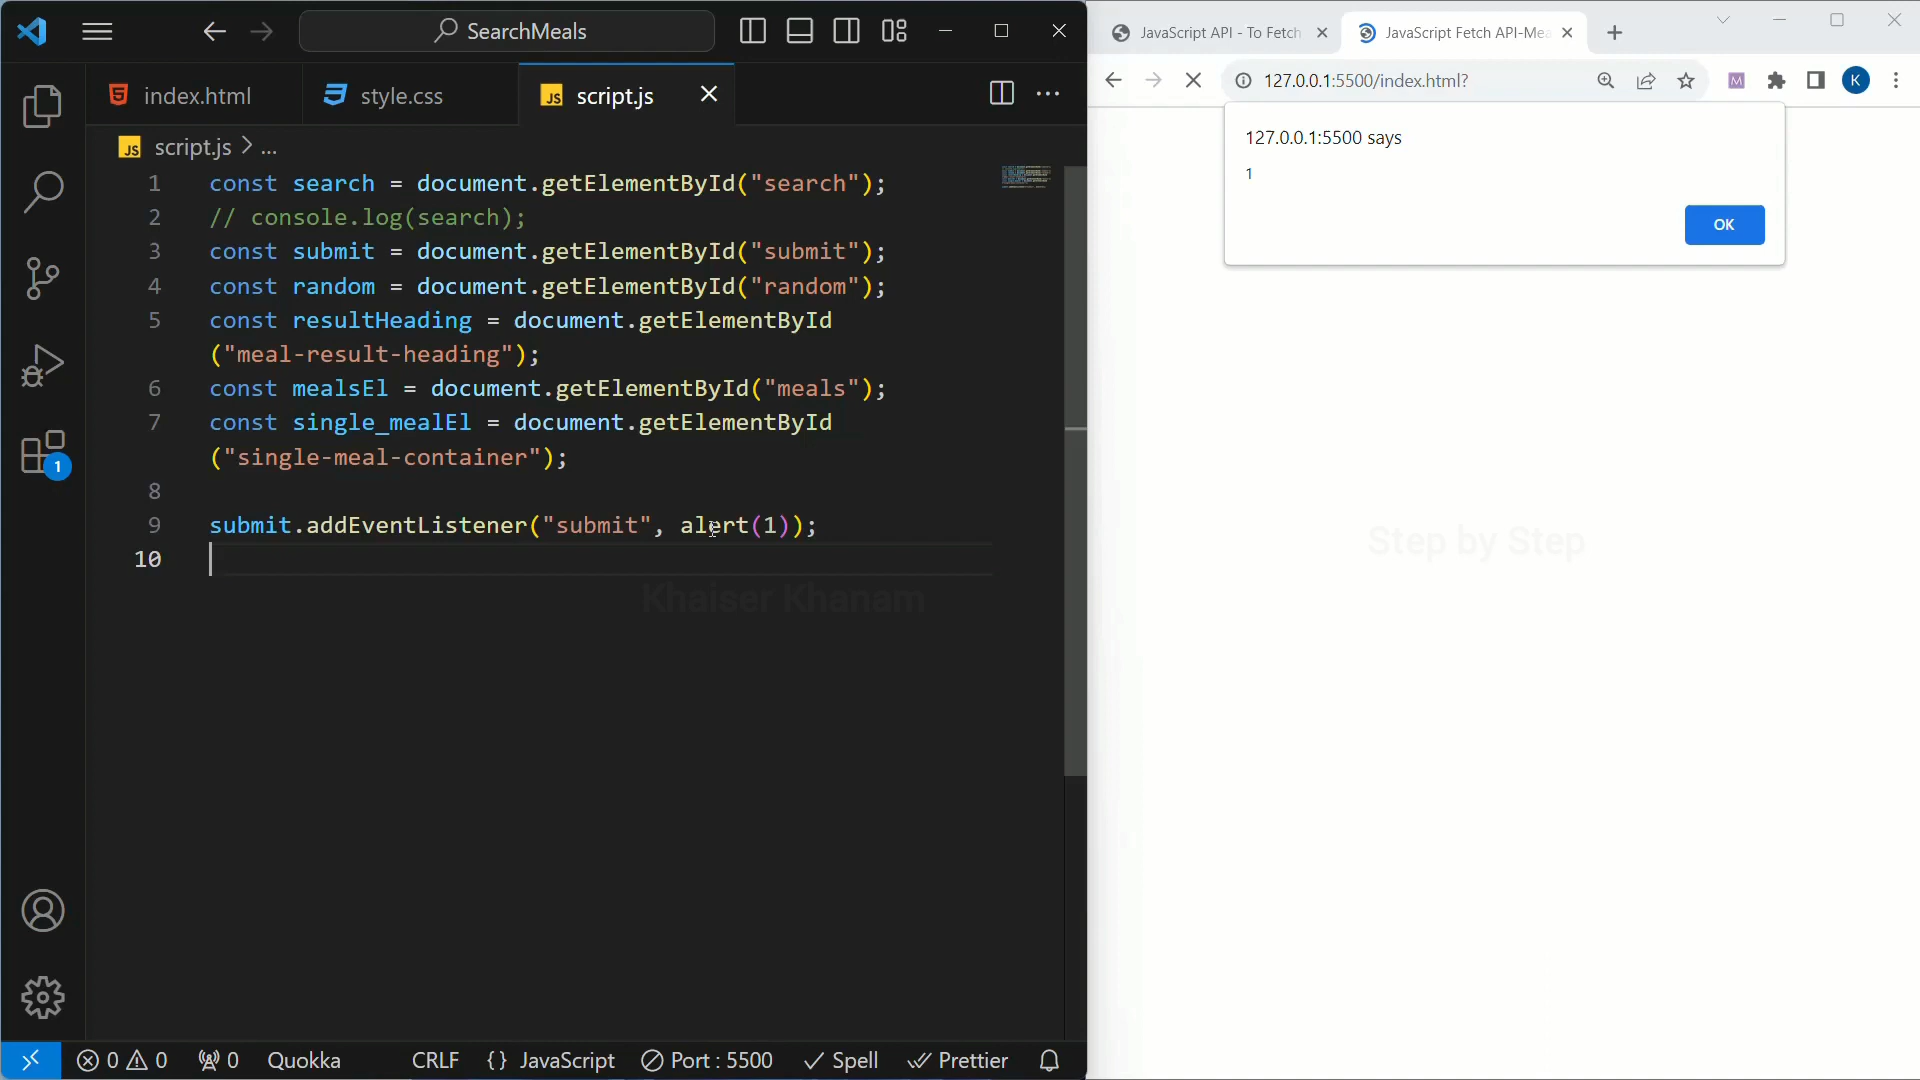 SearchMeals
index.html
style.css
script.js
script.js > ...
1 const search = document.getElementById("search");
2 // console.log(search);
3 const submit = document.getElementById("submit");
4 const random = document.getElementById("random");
5 const resultHeading = document.getElementById
("meal-result-heading");
6 const mealsEl = document.getElementById("meals");
7 const single_mealEl = document.getElementById
("single-meal-container");
8
9 submit.addEventListener("submit", alert(1));
10
Khaiser Khanam
1
0 0 0 Quokka CRLF {} JavaScript Port : 5500 Spell Prettier
JavaScript API - To Fetch
JavaScript Fetch API-Mea
127.0.0.1:5500/index.html?
M
K
127.0.0.1:5500 says
1
OK
Step by Step